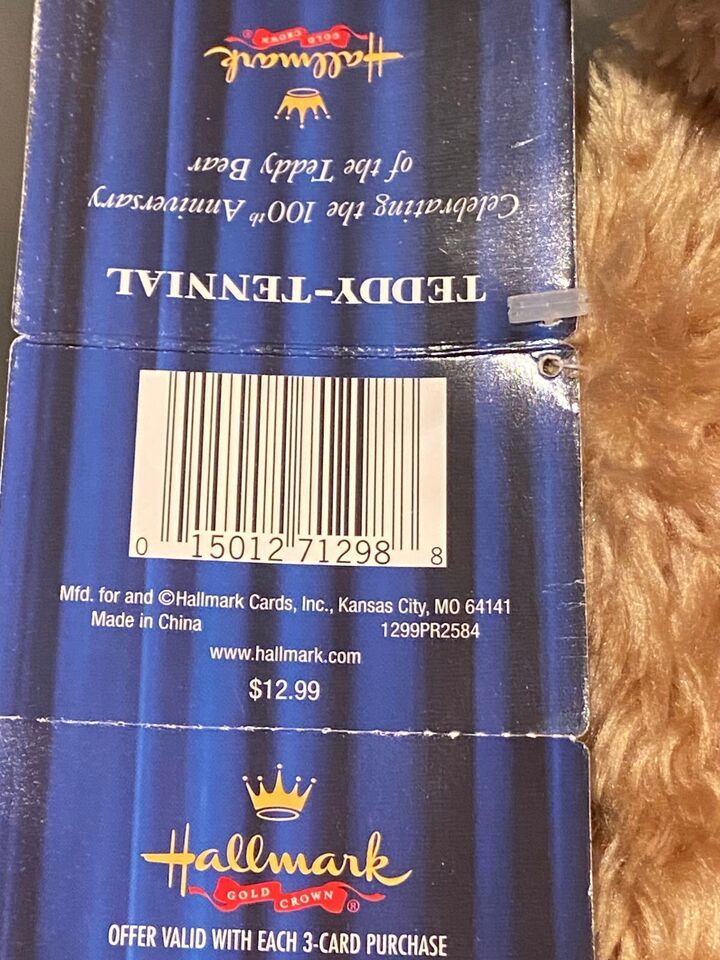 TEDDY-TENNIAL
Celebrating the 100th Anniversary
of the Teddy Bear
Hallmark
GOLD CROWN ®
0 15012 71298 8
Mfd. for and ©Hallmark Cards, Inc., Kansas City, MO 64141
Made in China 1299PR2584
www.hallmark.com
$12.99
Hallmark
GOLD CROWN ®
OFFER VALID WITH EACH 3-CARD PURCHASE